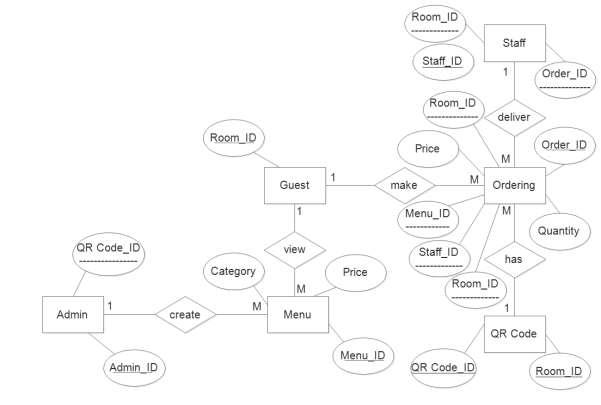 Room_ID
Staff
Staff_ID
Order_ID
1
Room_ID
deliver
Price
Room_ID
M
Order_ID
Guest
1
make
M
Ordering
1
Menu_ID
M
Quantity
QR Code_ID
view
Staff_ID
has
Category
Price
Room_ID
M
Admin
1
create
M
Menu
1
QR Code
Menu_ID
Admin_ID
QR Code_ID
Room_ID